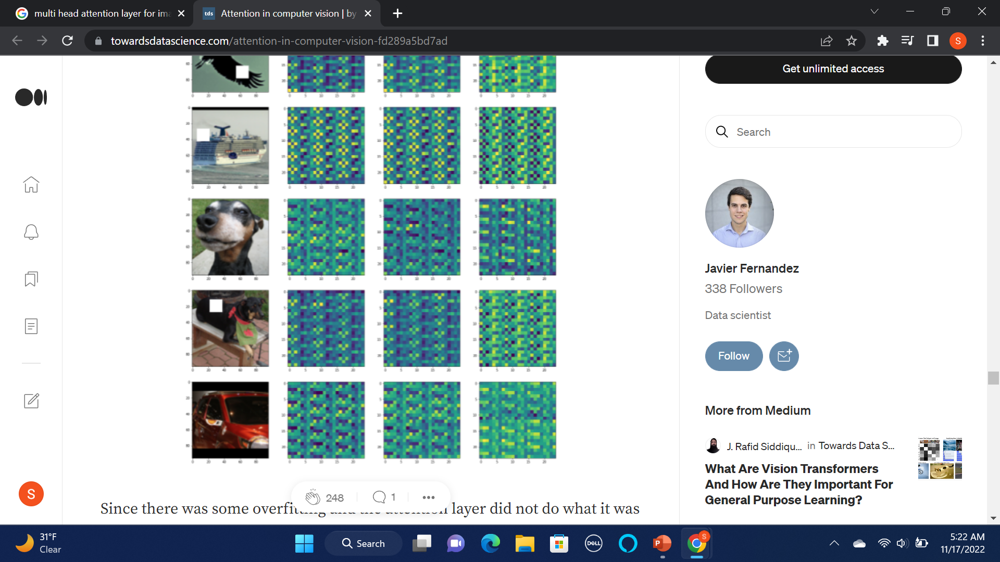 multi head attention layer for ima
tds
Attention in computer vision | by
towardsdatascience.com/attention-in-computer-vision-fd289a5bd7ad
S
Get unlimited access
Search
Javier Fernandez
338 Followers
Data scientist
Follow
More from Medium
J. Rafid Siddiqu... in Towards Data S...
What Are Vision Transformers
And How Are They Important For
General Purpose Learning?
248
1
S
Since there was some layer did not do what it was
31°F
Clear
Search
DELL
P
S
5:22 AM
11/17/2022